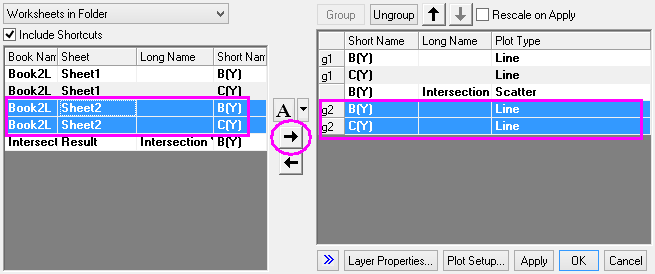 Worksheets in Folder
Include Shortcuts
Book Nam Sheet Long Name Short Nam
Book2L Sheet1 B(Y)
Book2L Sheet1 C(Y)
Book2L Sheet2 B(Y)
Book2L Sheet2 C(Y)
Intersect Result Intersection Y B(Y)
A
Group Ungroup Rescale on Apply
Short Name Long Name Plot Type
g1 B(Y) Line
g1 C(Y) Line
B(Y) Intersection Scatter
g2 B(Y) Line
g2 C(Y) Line
» Layer Properties... Plot Setup... Apply OK Cancel